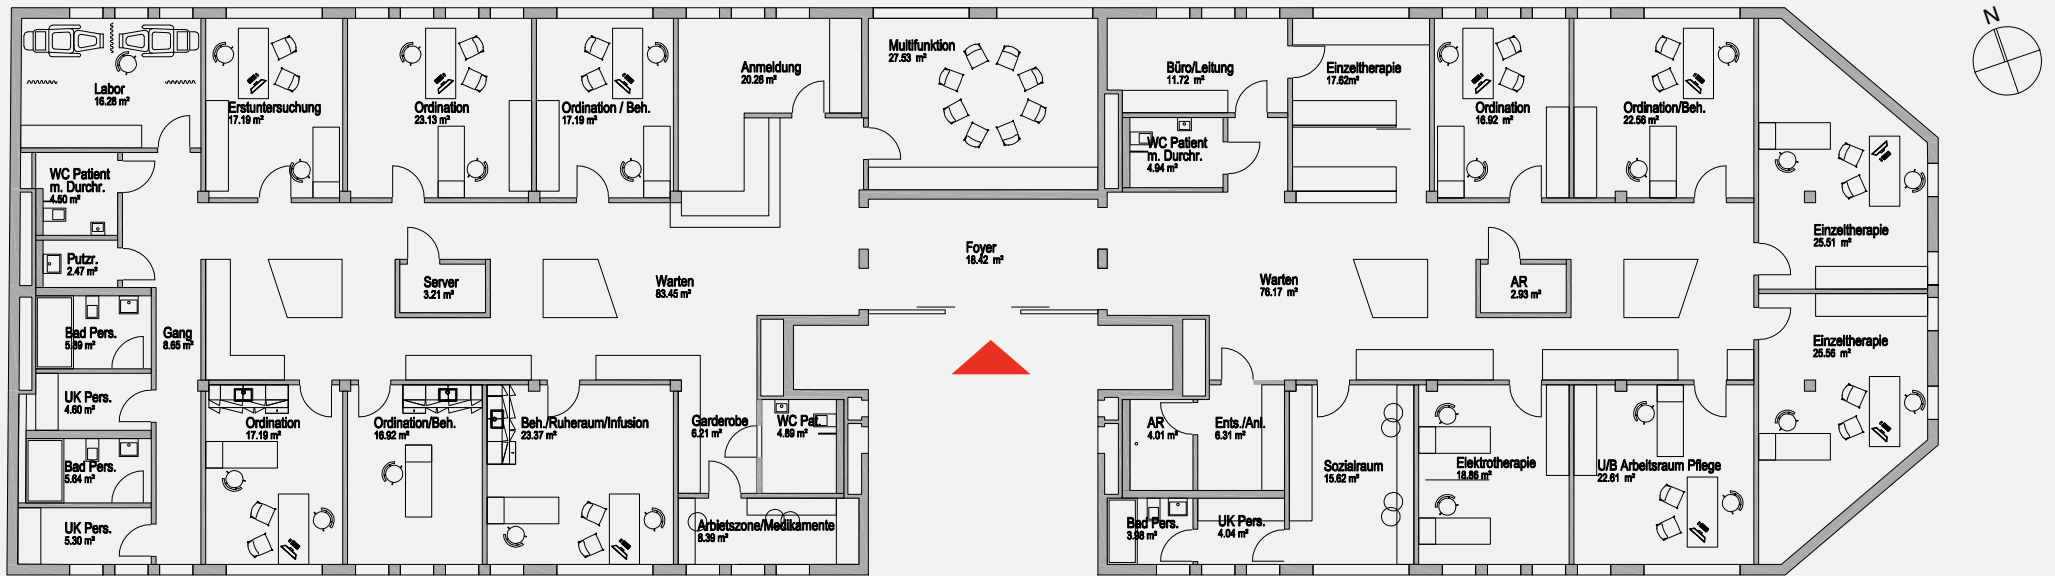 N
Labor
16.28 m²
Erstuntersuchung
17.19 m²
Ordination
23.13 m²
Ordination / Beh.
17.19 m²
Anmeldung
20.28 m²
Multifunktion
27.53 m²
Büro/Leitung
11.72 m²
Einzeltherapie
17.62m²
Ordination
16.92 m²
Ordination/Beh.
22.56 m²
WC Patient
m. Durchr.
4.50 m²
WC Patient
m. Durchr.
4.94 m²
Putzr.
2.47 m²
Server
3.21 m²
Warten
83.45 m²
Foyer
18.42 m²
Warten
76.17 m²
AR
2.93 m²
Einzeltherapie
25.51 m²
Bad Pers.
5.89 m²
Gang
8.65 m²
Einzeltherapie
25.56 m²
UK Pers.
4.60 m²
Ordination
17.19 m²
Ordination/Beh.
16.92 m²
Beh./Ruheraum/Infusion
23.37 m²
Garderobe
6.21 m²
WC Pat.
4.89 m²
AR
4.01 m²
Ents./Anl.
6.31 m²
Bad Pers.
5.64 m²
Sozialraum
15.62 m²
Elektrotherapie
18.86 m²
U/B Arbeitsraum Pflege
22.61 m²
UK Pers.
5.30 m²
Arbietszone/Medikamente
8.39 m²
Bad Pers.
3.98 m²
UK Pers.
4.04 m²